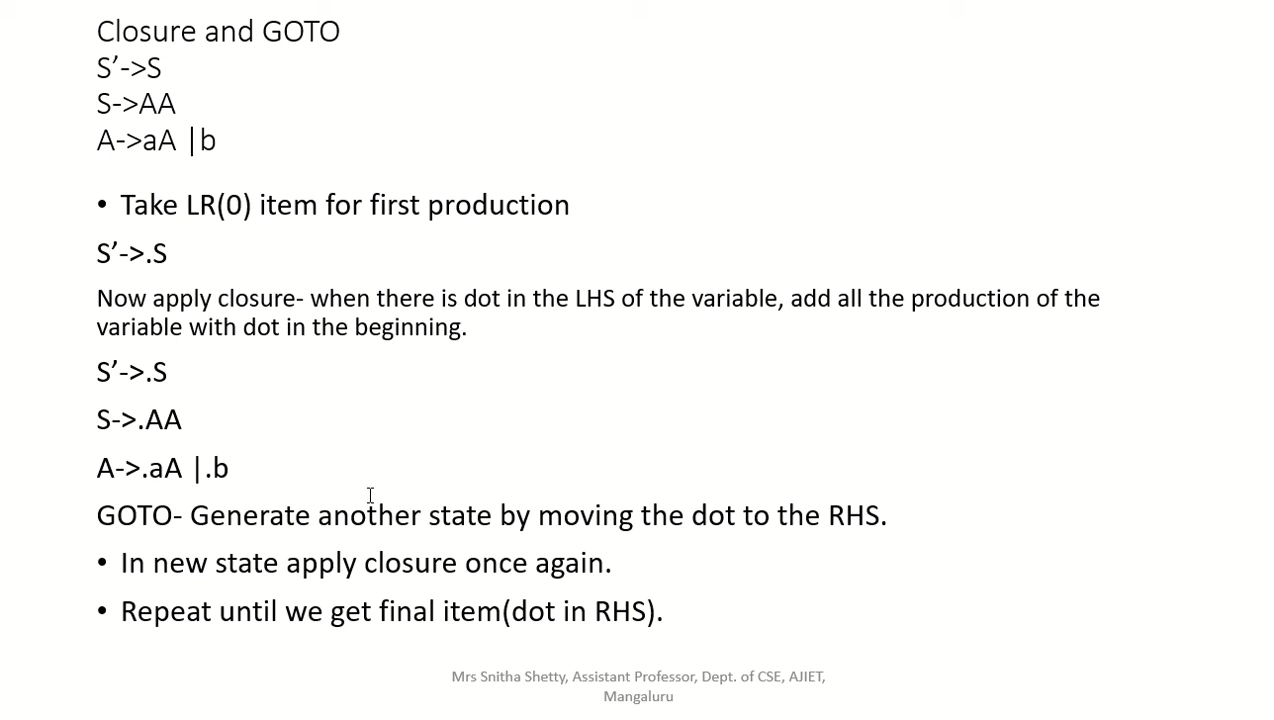 Closure and GOTO
S’->S
S->AA
A->aA |b
• Take LR(0) item for first production
S’->.S
Now apply closure- when there is dot in the LHS of the variable, add all the production of the
variable with dot in the beginning.
S’->.S
S->.AA
A->.aA |.b
GOTO- Generate another state by moving the dot to the RHS.
• In new state apply closure once again.
• Repeat until we get final item(dot in RHS).
Mrs Snitha Shetty, Assistant Professor, Dept. of CSE, AJIET,
Mangaluru